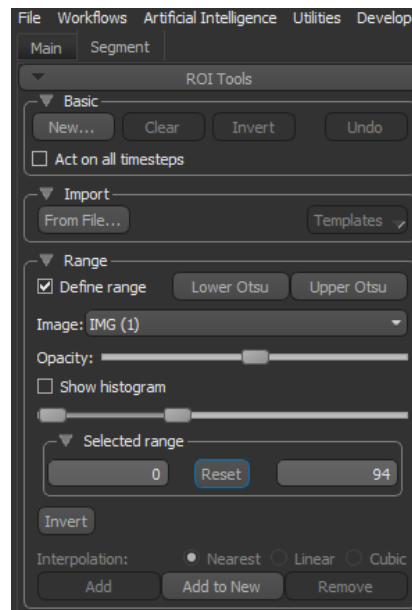 File Workflows Artificial Intelligence Utilities Develop
Main Segment
ROI Tools
Basic
New... Clear Invert Undo
Act on all timesteps
Import
From File... Templates
Range
Define range Lower Otsu Upper Otsu
Image: IMG (1)
Opacity:
Show histogram
Selected range
0 Reset 94
Invert
Interpolation: Nearest Linear Cubic
Add Add to New Remove